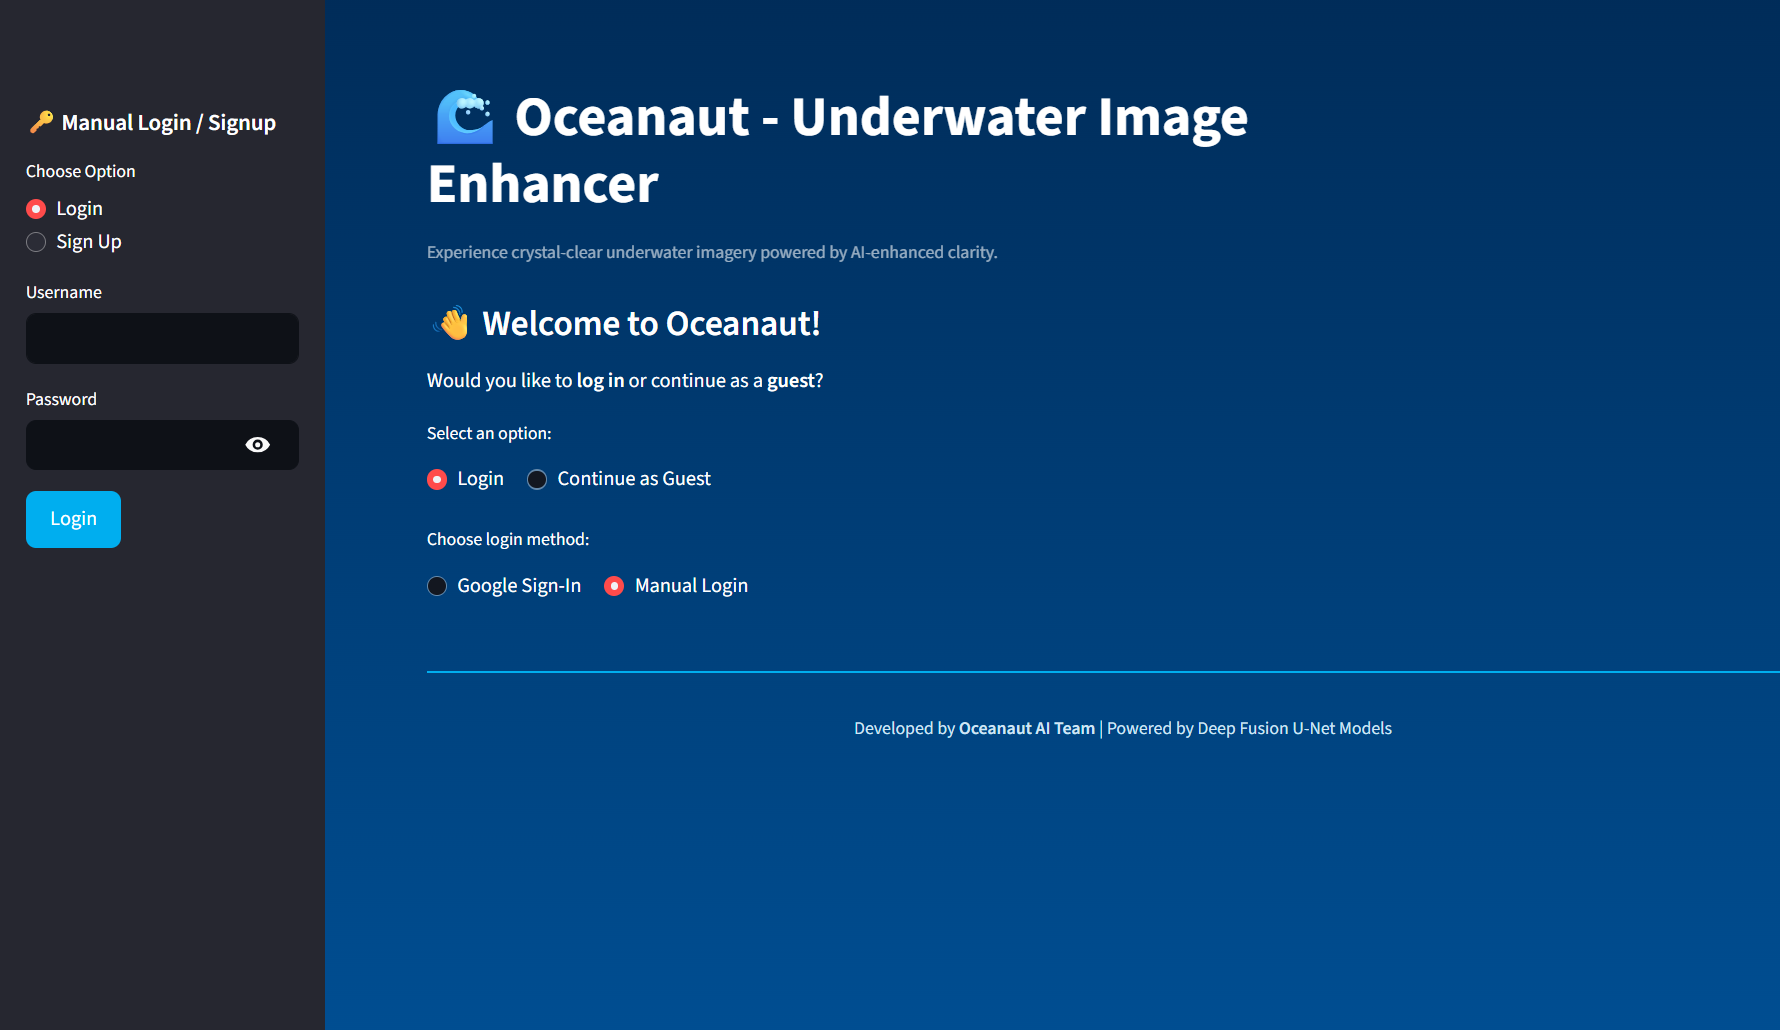 🔑 Manual Login / Signup
Choose Option
Login
Sign Up
Username
Password
Login
🌊 Oceanaut - Underwater Image
Enhancer
Experience crystal-clear underwater imagery powered by AI-enhanced clarity.
👋 Welcome to Oceanaut!
Would you like to log in or continue as a guest?
Select an option:
Login Continue as Guest
Choose login method:
Google Sign-In Manual Login
Developed by Oceanaut AI Team | Powered by Deep Fusion U-Net Models